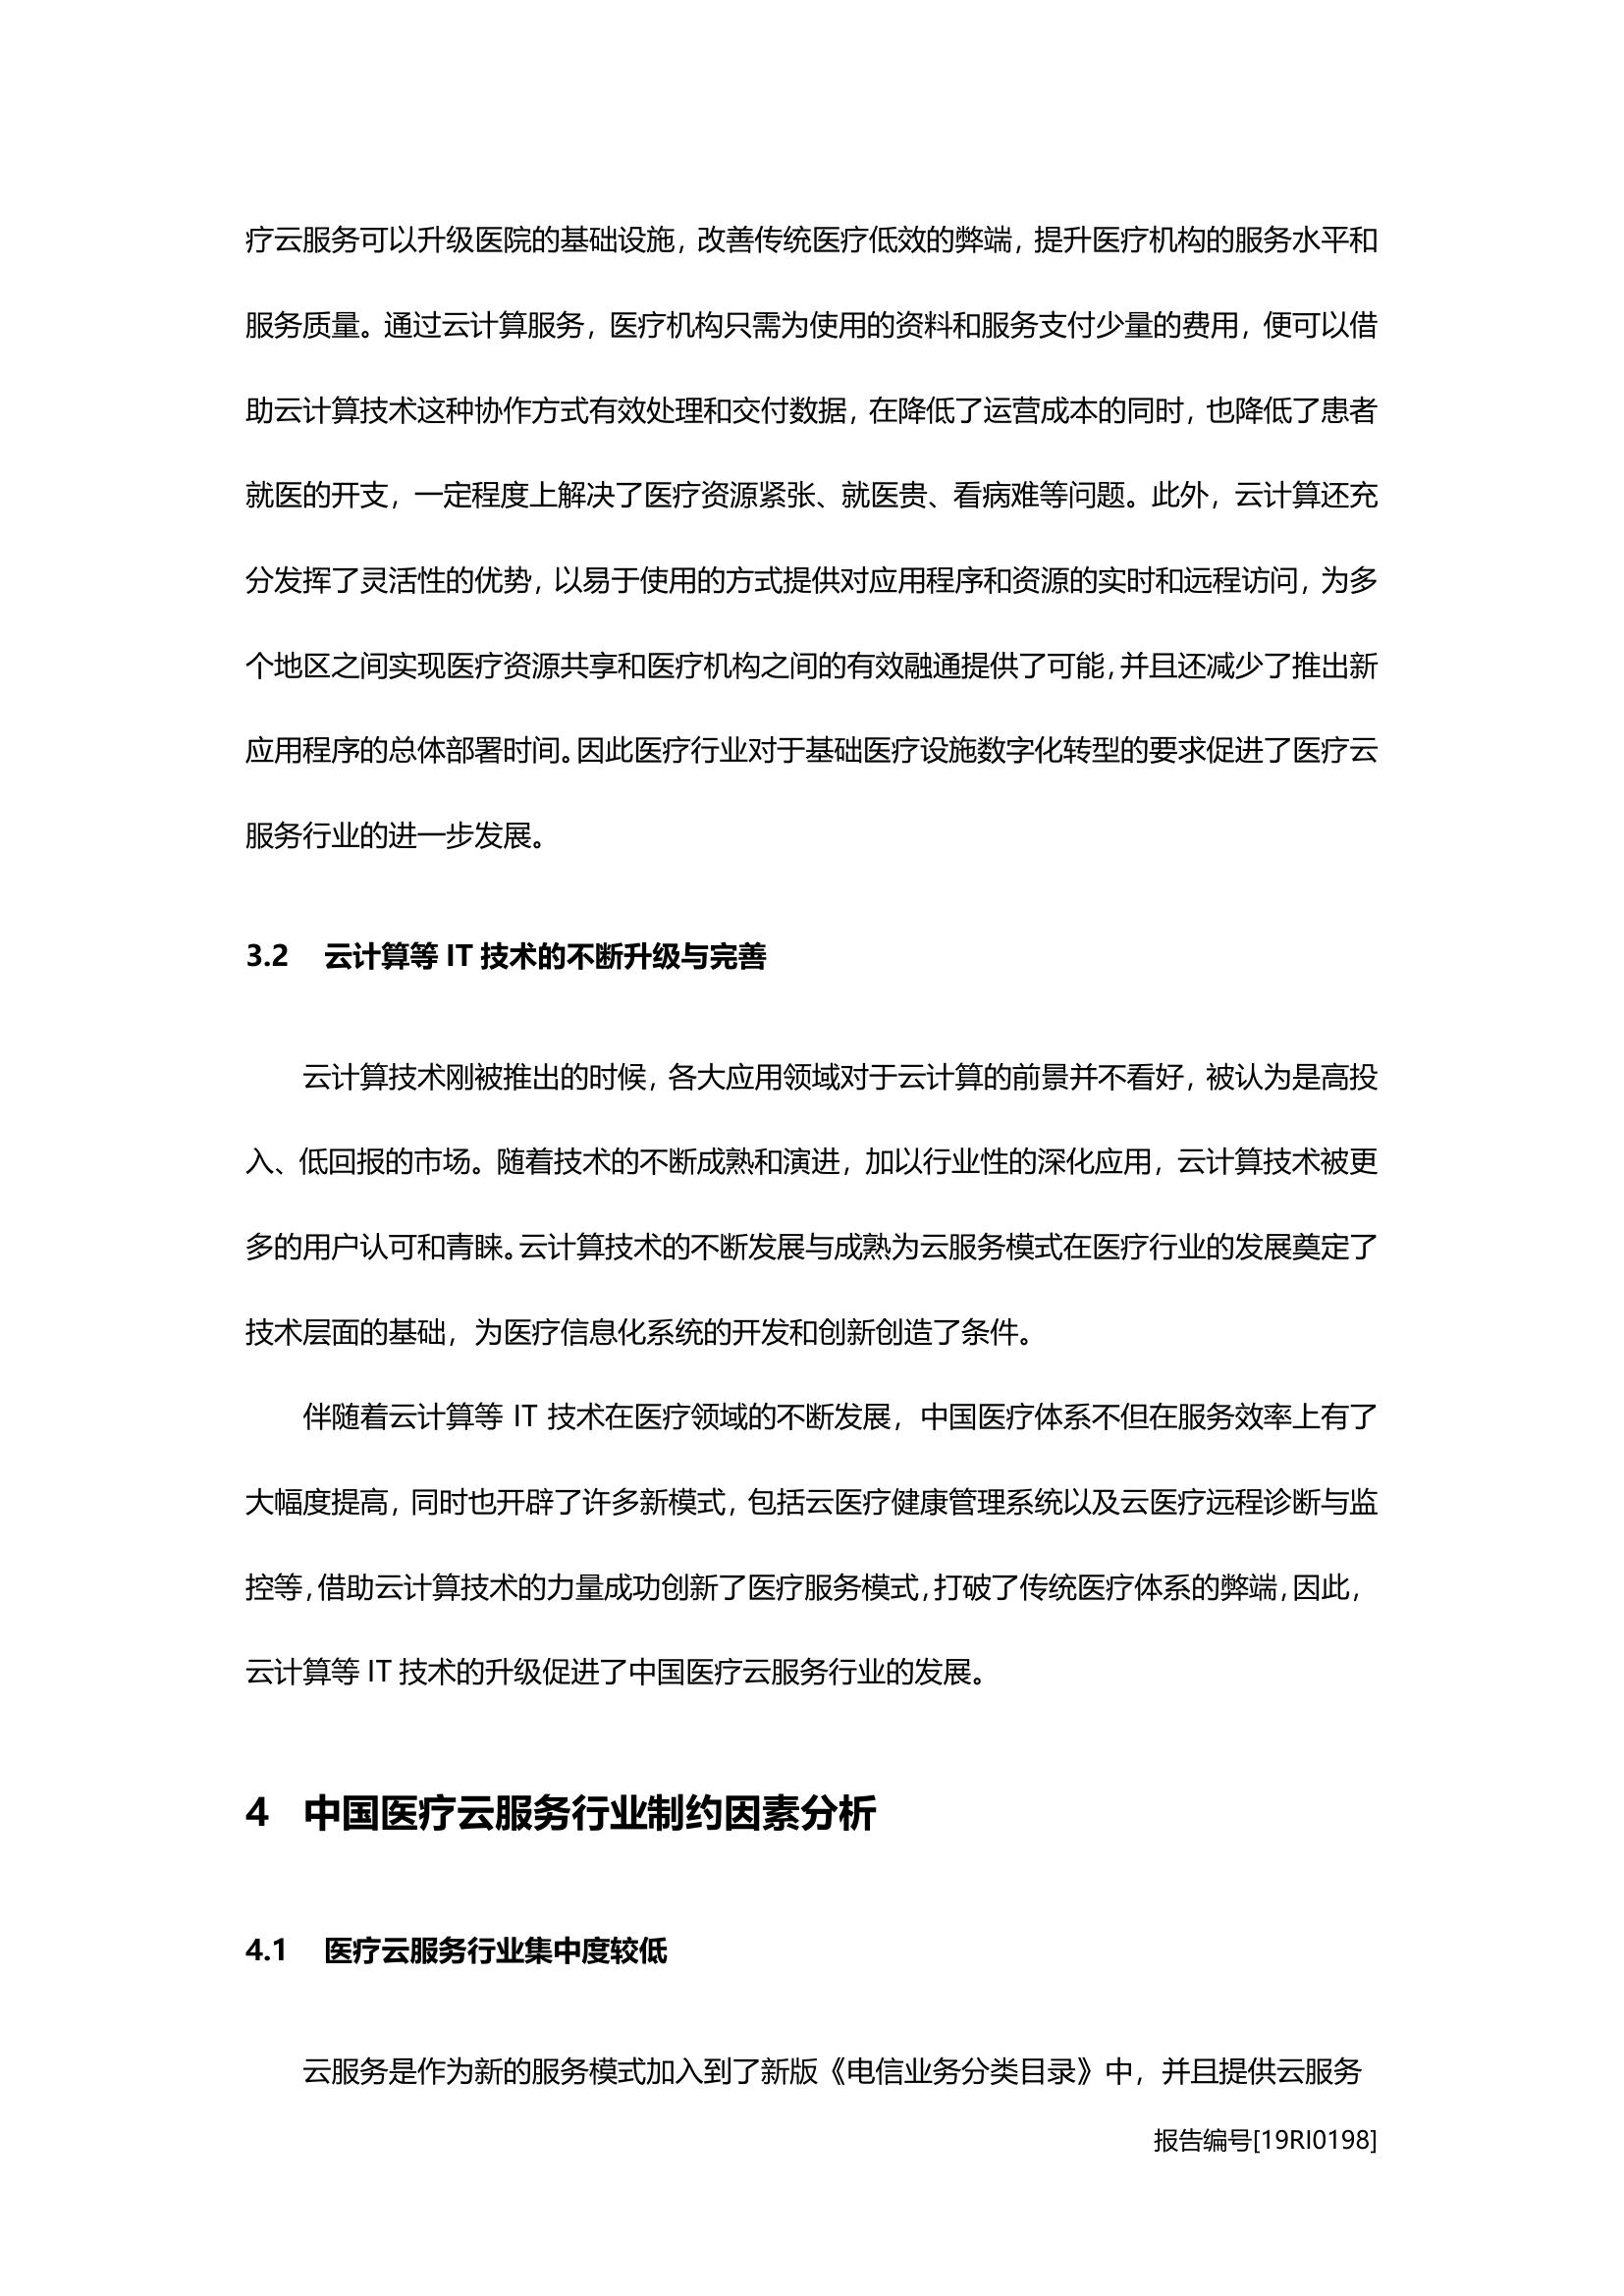 疗云服务可以升级医院的基础设施，改善传统医疗低效的弊端，提升医疗机构的服务水平和
服务质量。通过云计算服务，医疗机构只需为使用的资料和服务支付少量的费用，便可以借
助云计算技术这种协作方式有效处理和交付数据，在降低了运营成本的同时，也降低了患者
就医的开支，一定程度上解决了医疗资源紧张、就医贵、看病难等问题。此外，云计算还充
分发挥了灵活性的优势，以易于使用的方式提供对应用程序和资源的实时和远程访问，为多
个地区之间实现医疗资源共享和医疗机构之间的有效融通提供了可能，并且还减少了推出新
应用程序的总体部署时间。因此医疗行业对于基础医疗设施数字化转型的要求促进了医疗云
服务行业的进一步发展。
3.2 云计算等 IT 技术的不断升级与完善
云计算技术刚被推出的时候，各大应用领域对于云计算的前景并不看好，被认为是高投
入、低回报的市场。随着技术的不断成熟和演进，加以行业性的深化应用，云计算技术被更
多的用户认可和青睐。云计算技术的不断发展与成熟为云服务模式在医疗行业的发展奠定了
技术层面的基础，为医疗信息化系统的开发和创新创造了条件。
伴随着云计算等 IT 技术在医疗领域的不断发展，中国医疗体系不但在服务效率上有了
大幅度提高，同时也开辟了许多新模式，包括云医疗健康管理系统以及云医疗远程诊断与监
控等，借助云计算技术的力量成功创新了医疗服务模式，打破了传统医疗体系的弊端，因此，
云计算等 IT 技术的升级促进了中国医疗云服务行业的发展。
4 中国医疗云服务行业制约因素分析
4.1 医疗云服务行业集中度较低
云服务是作为新的服务模式加入到了新版《电信业务分类目录》中，并且提供云服务
报告编号[19RI0198]